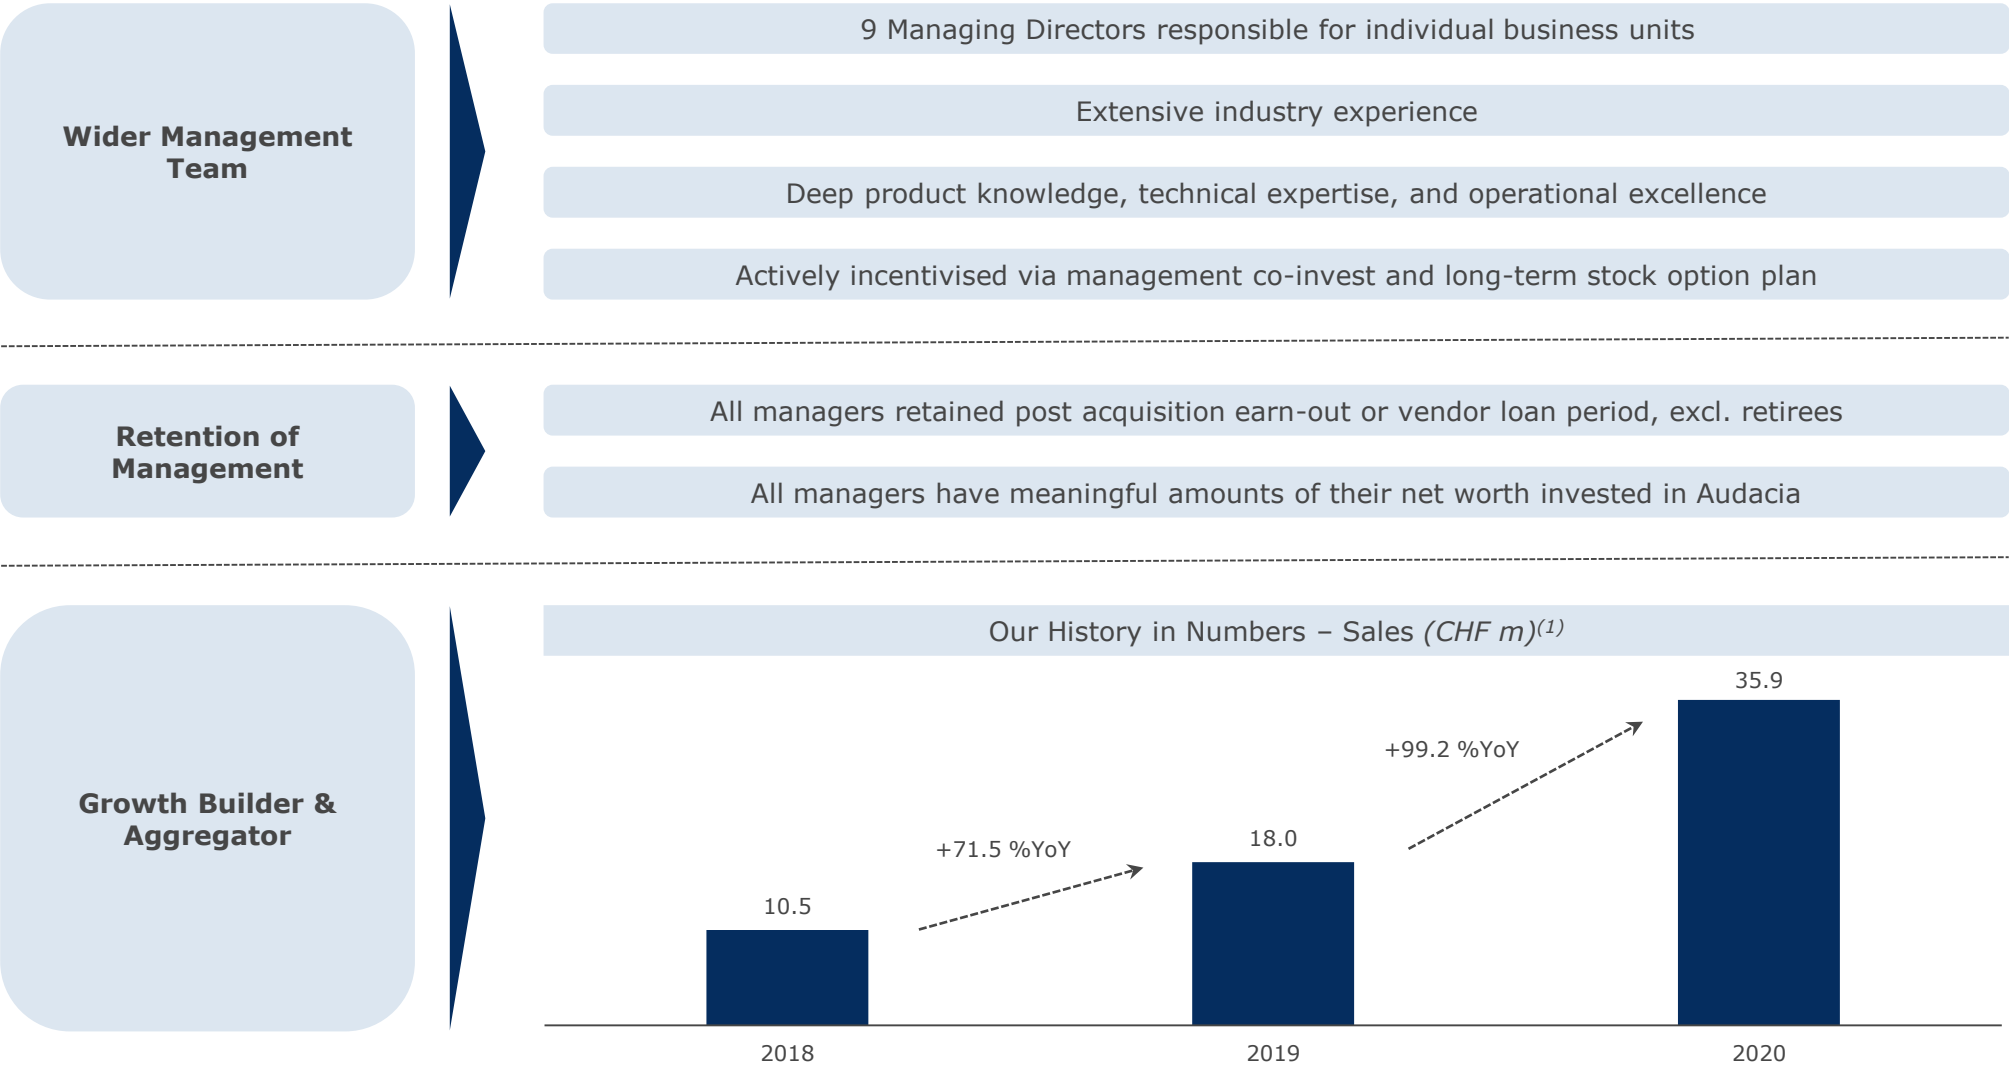 Wider Management
Team
9 Managing Directors responsible for individual business units
Extensive industry experience
Deep product knowledge, technical expertise, and operational excellence
Actively incentivised via management co-invest and long-term stock option plan
Retention of
Management
All managers retained post acquisition earn-out or vendor loan period, excl. retirees
All managers have meaningful amounts of their net worth invested in Audacia
Growth Builder &
Aggregator
Our History in Numbers – Sales (CHF m)(1)
10.5
+71.5 %YoY
18.0
+99.2 %YoY
35.9
2018
2019
2020